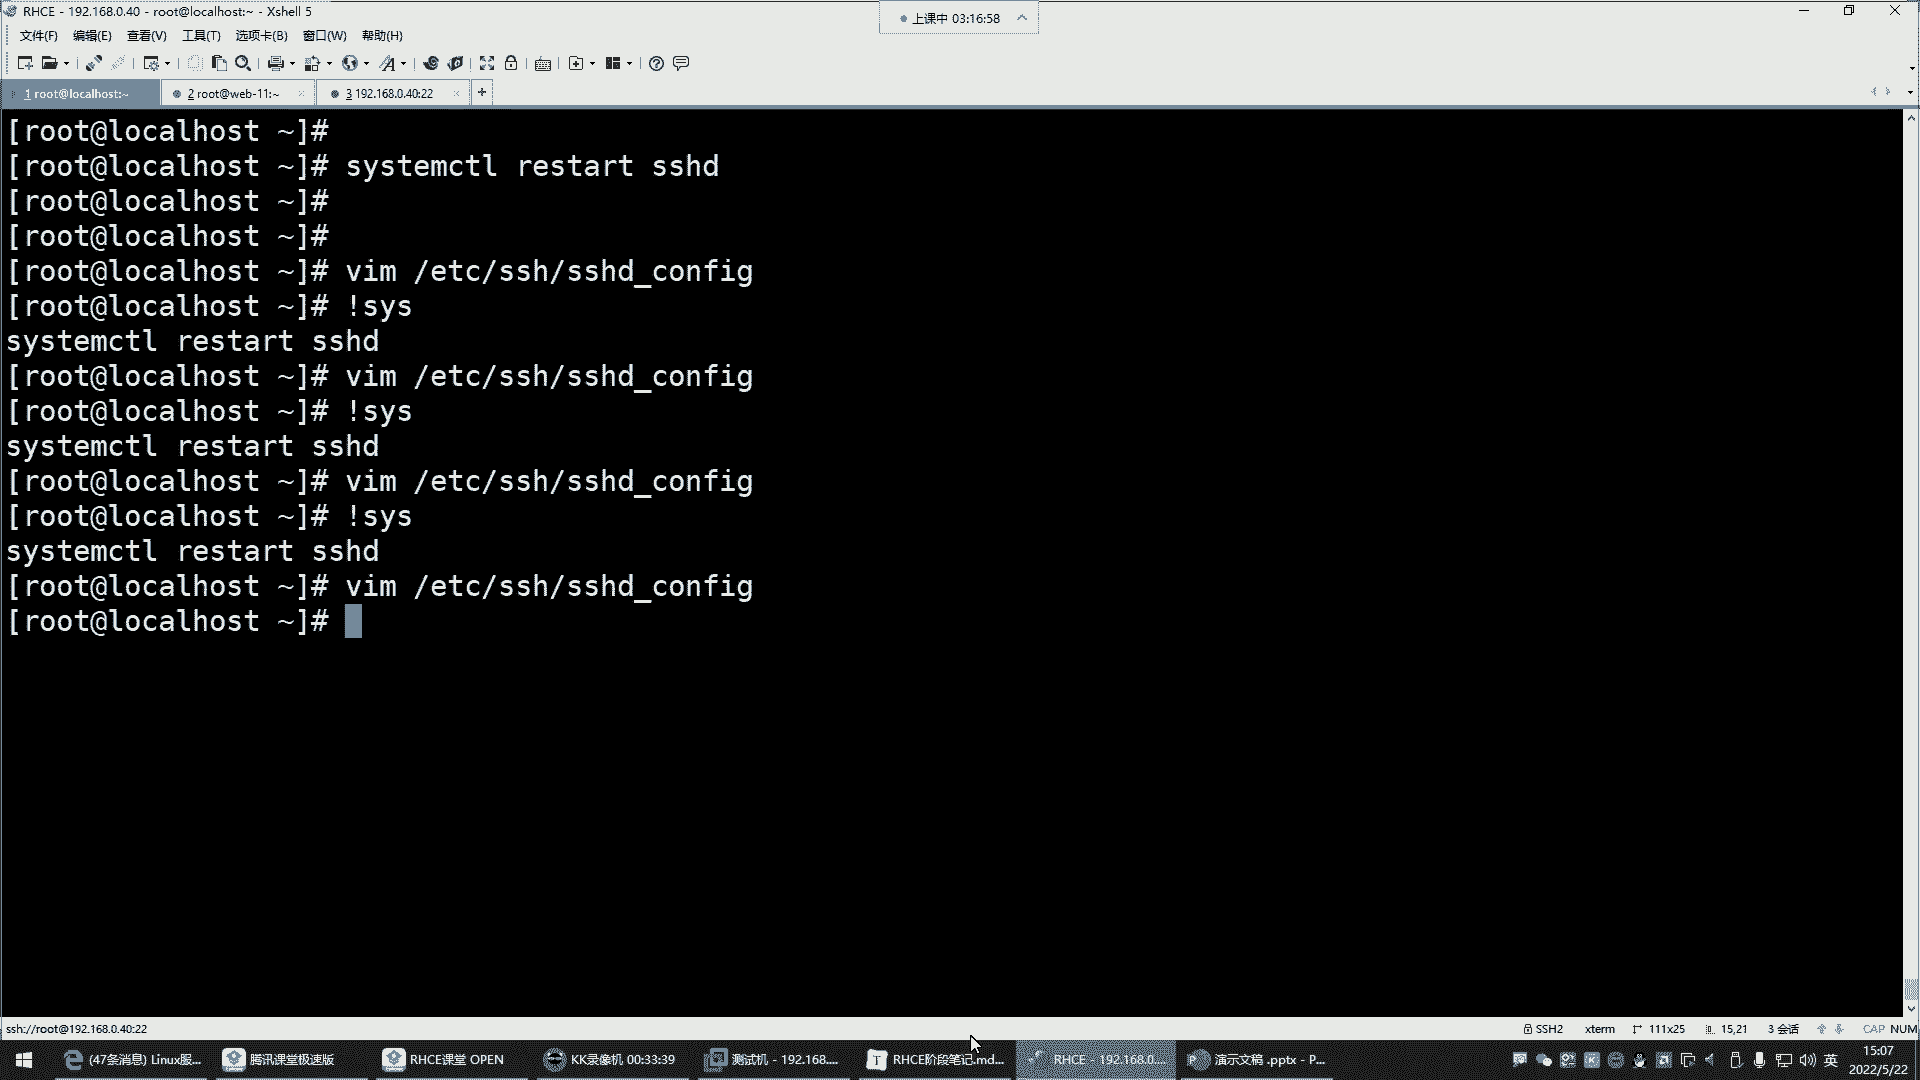 RHCE - 192.168.0.40 - root@localhost:~ - Xshell 5
上课中 03:16:58
文件(F) 编辑(E) 查看(V) 工具(T) 选项卡(B) 窗口(W) 帮助(H)
1 root@localhost:~ 2 root@web-11:~ 3 192.168.0.40:22
[root@localhost ~]#
[root@localhost ~]# systemctl restart sshd
[root@localhost ~]#
[root@localhost ~]#
[root@localhost ~]# vim /etc/ssh/sshd_config
[root@localhost ~]# !sys
systemctl restart sshd
[root@localhost ~]# vim /etc/ssh/sshd_config
[root@localhost ~]# !sys
systemctl restart sshd
[root@localhost ~]# vim /etc/ssh/sshd_config
[root@localhost ~]# !sys
systemctl restart sshd
[root@localhost ~]# vim /etc/ssh/sshd_config
[root@localhost ~]#
ssh://root@192.168.0.40:22 SSH2 xterm 111x25 15,21 3 会话 CAP NUM
(47条消息) Linux服... 腾讯课堂极速版 RHCE课堂 OPEN KK录像机 00:33:39 测试机 - 192.168.... RHCE阶段笔记.md... RHCE - 192.168.0.... 演示文稿 .pptx - P... 英 15:07
2022/5/22